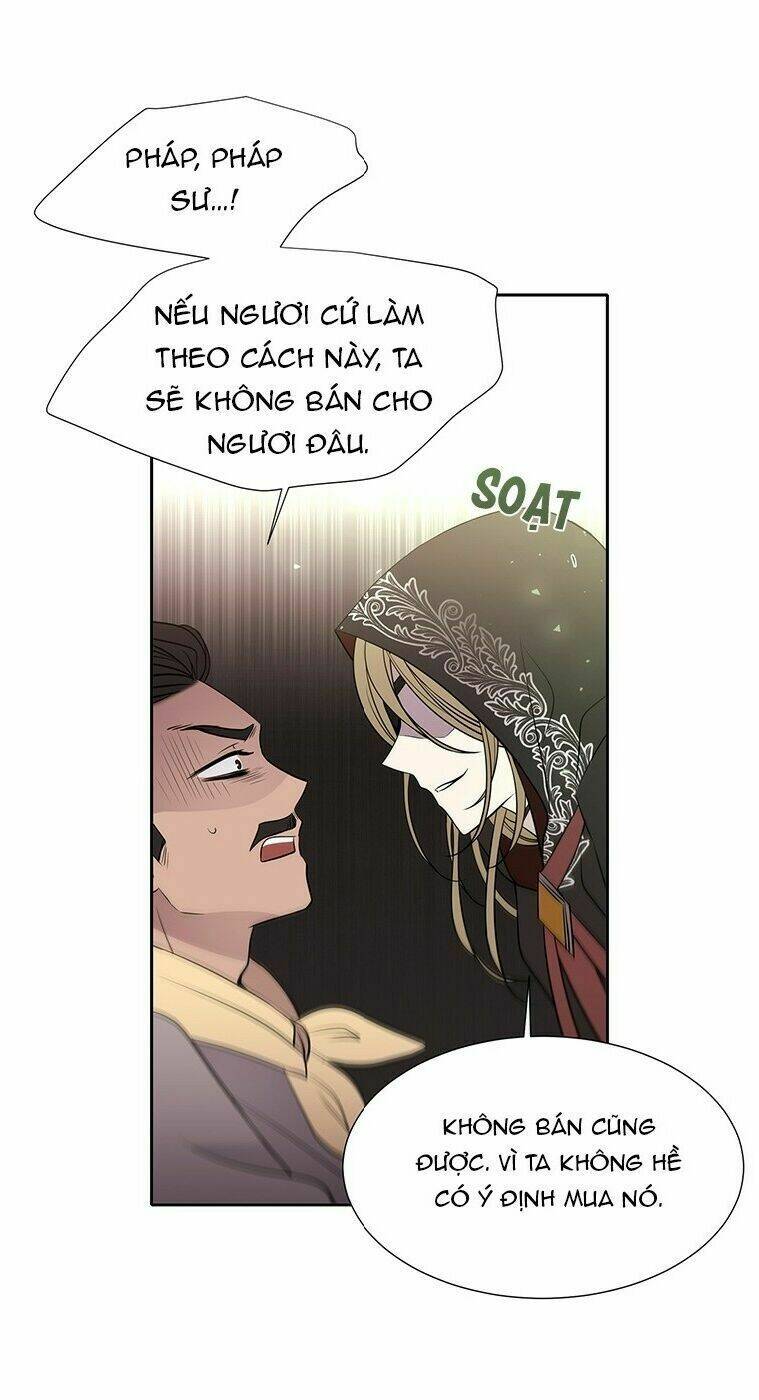 PHÁP, PHÁP
SƯ...!
NẾU NGƯƠI CỨ LÀM
THEO CÁCH NÀY, TA
SẼ KHÔNG BÁN CHO
NGƯƠI ĐÂU.
SOẠT
KHÔNG BÁN CŨNG
ĐƯỢC. VÌ TA KHÔNG HỀ
CÓ Ý ĐỊNH MUA NÓ.